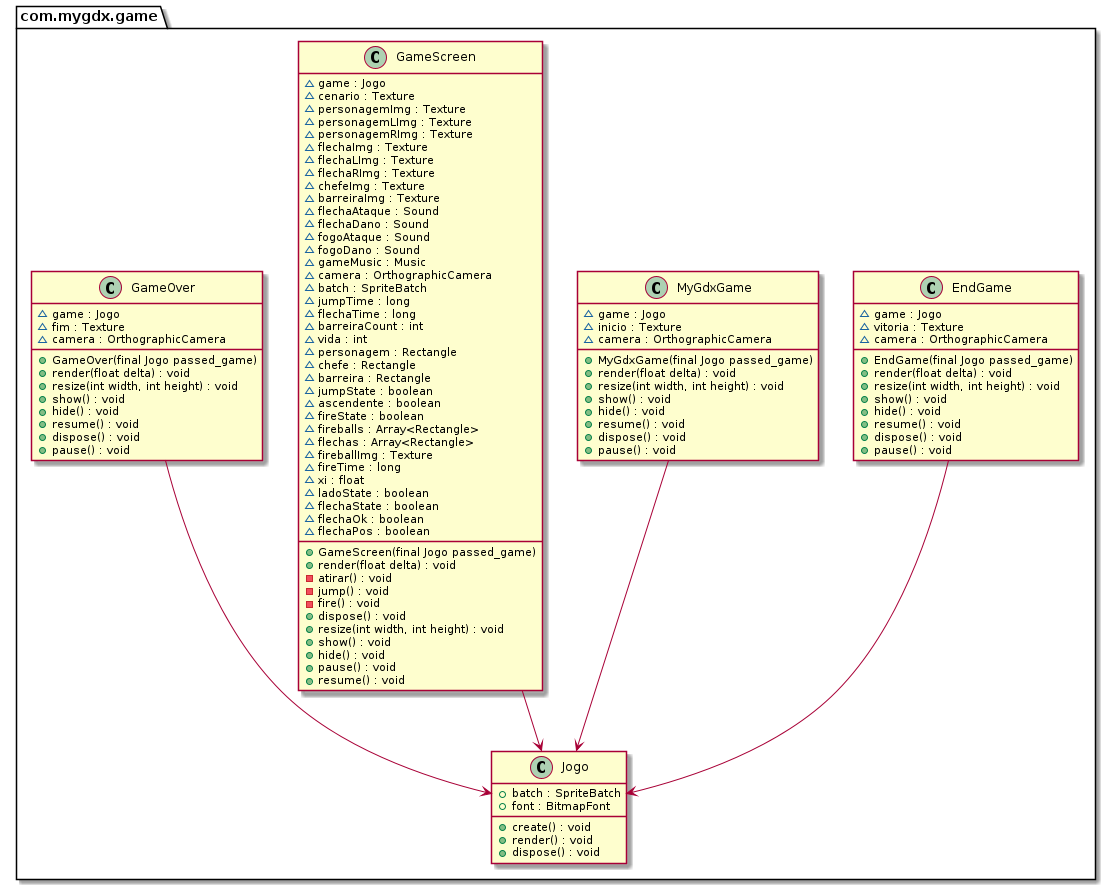 com.mygdx.game
GameScreen
game : Jogo
cenario : Texture
personagemImg : Texture
personagemLImg : Texture
personagemRImg : Texture
flechaImg : Texture
flechaLImg : Texture
flechaRImg : Texture
chefeImg : Texture
barreiraImg : Texture
flechaAtaque : Sound
flechaDano : Sound
fogoAtaque : Sound
fogoDano : Sound
gameMusic : Music
camera : OrthographicCamera
batch : SpriteBatch
jumpTime : long
flechaTime : long
barreiraCount : int
vida : int
personagem : Rectangle
chefe : Rectangle
barreira : Rectangle
jumpState : boolean
ascendente : boolean
fireState : boolean
fireballs : Array<Rectangle>
flechas : Array<Rectangle>
fireballImg : Texture
fireTime : long
xi : float
ladoState : boolean
flechaState : boolean
flechaOk : boolean
flechaPos : boolean
GameScreen(final Jogo passed_game)
render(float delta) : void
atirar() : void
jump() : void
fire() : void
dispose() : void
resize(int width, int height) : void
show() : void
hide() : void
pause() : void
resume() : void
GameOver
game : Jogo
fim : Texture
camera : OrthographicCamera
GameOver(final Jogo passed_game)
render(float delta) : void
resize(int width, int height) : void
show() : void
hide() : void
resume() : void
dispose() : void
pause() : void
MyGdxGame
game : Jogo
inicio : Texture
camera : OrthographicCamera
MyGdxGame(final Jogo passed_game)
render(float delta) : void
resize(int width, int height) : void
show() : void
hide() : void
resume() : void
dispose() : void
pause() : void
EndGame
game : Jogo
vitoria : Texture
camera : OrthographicCamera
EndGame(final Jogo passed_game)
render(float delta) : void
resize(int width, int height) : void
show() : void
hide() : void
resume() : void
dispose() : void
pause() : void
Jogo
batch : SpriteBatch
font : BitmapFont
create() : void
render() : void
dispose() : void